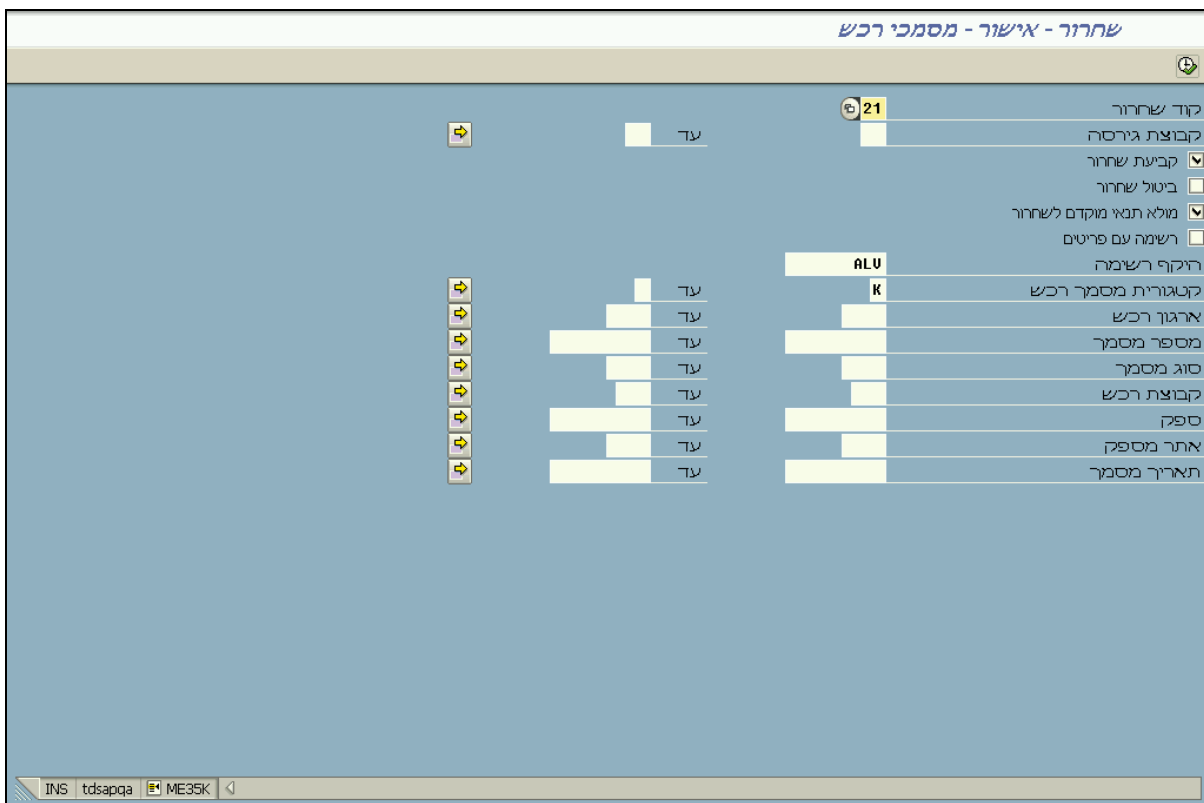 שחרור - אישור - מסמכי רכש
קוד שחרור 21
קבוצת גירסה עד
קביעת שחרור
ביטול שחרור
מולא תנאי מוקדם לשחרור
רשימה עם פריטים
היקף רשימה ALV
קטגורית מסמך רכש K עד
ארגון רכש עד
מספר מסמך עד
סוג מסמך עד
קבוצת רכש עד
ספק עד
אתר מספק עד
תאריך מסמך עד
INS tdsapqa ME35K